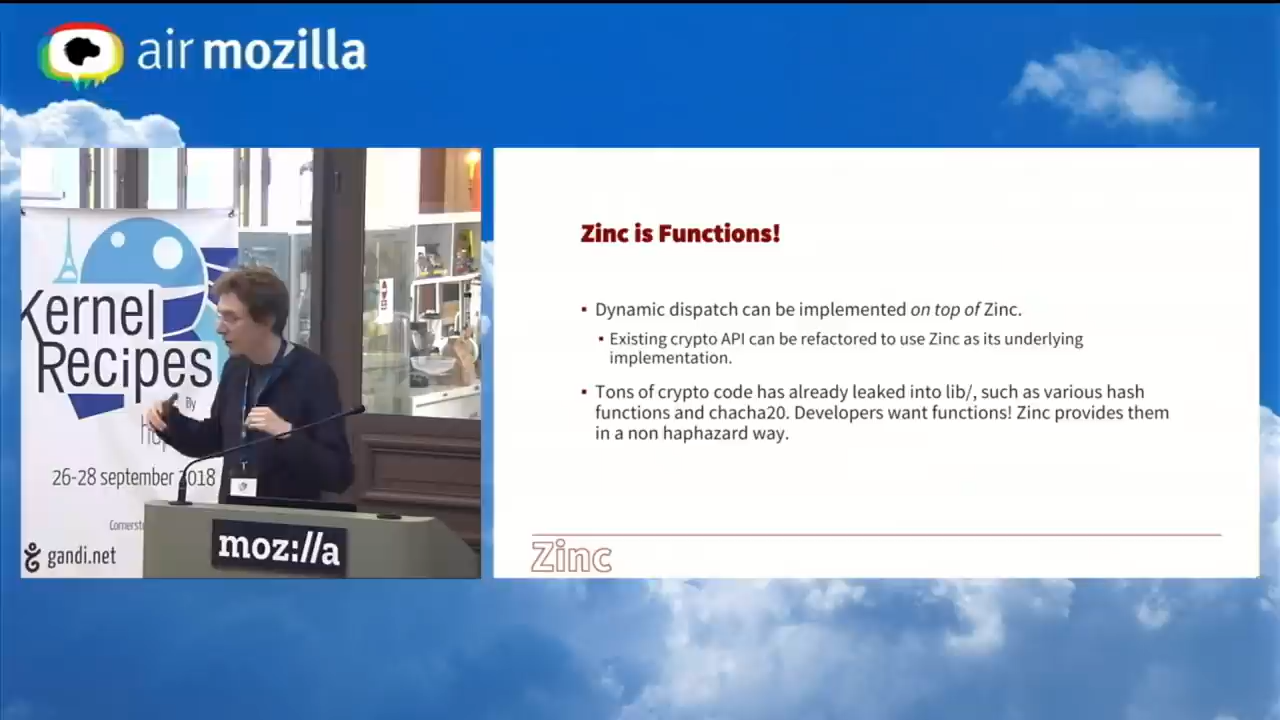 air mozilla
Kernel
Recipes
By
26-28 september 2018
gandi.net
moz://a
Zinc is Functions!
▪ Dynamic dispatch can be implemented on top of Zinc.
▪ Existing crypto API can be refactored to use Zinc as its underlying
implementation.
▪ Tons of crypto code has already leaked into lib/, such as various hash
functions and chacha20. Developers want functions! Zinc provides them
in a non haphazard way.
Zinc